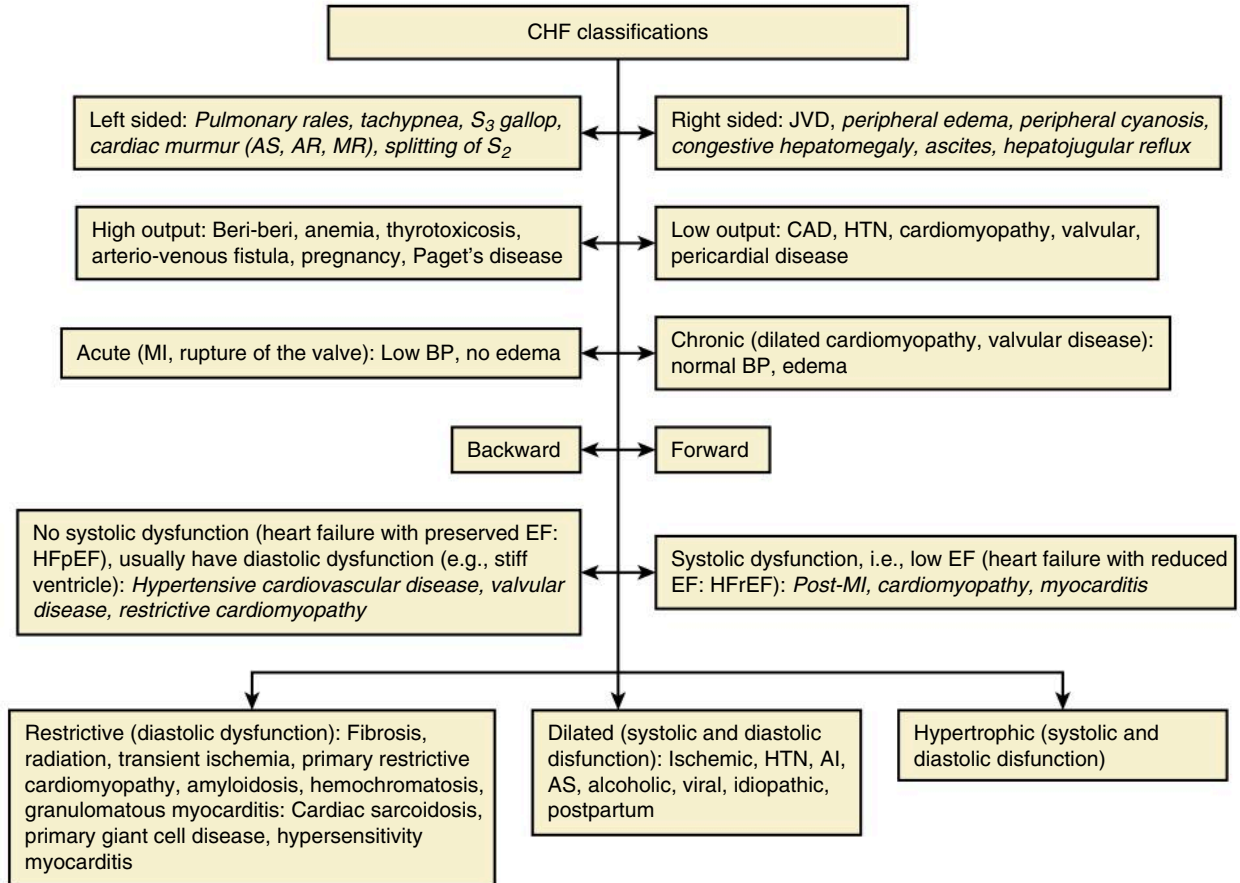 CHF classifications
Left sided: Pulmonary rales, tachypnea, S3 gallop,
cardiac murmur (AS, AR, MR), splitting of S2
Right sided: JVD, peripheral edema, peripheral cyanosis,
congestive hepatomegaly, ascites, hepatojugular reflux
High output: Beri-beri, anemia, thyrotoxicosis,
arterio-venous fistula, pregnancy, Paget's disease
Low output: CAD, HTN, cardiomyopathy, valvular,
pericardial disease
Acute (MI, rupture of the valve): Low BP, no edema
Chronic (dilated cardiomyopathy, valvular disease):
normal BP, edema
Backward
Forward
No systolic dysfunction (heart failure with preserved EF:
HFpEF), usually have diastolic dysfunction (e.g., stiff
ventricle): Hypertensive cardiovascular disease, valvular
disease, restrictive cardiomyopathy
Systolic dysfunction, i.e., low EF (heart failure with reduced
EF: HFrEF): Post-MI, cardiomyopathy, myocarditis
Restrictive (diastolic dysfunction): Fibrosis,
radiation, transient ischemia, primary restrictive
cardiomyopathy, amyloidosis, hemochromatosis,
granulomatous myocarditis: Cardiac sarcoidosis,
primary giant cell disease, hypersensitivity
myocarditis
Dilated (systolic and diastolic
disfunction): Ischemic, HTN, AI,
AS, alcoholic, viral, idiopathic,
postpartum
Hypertrophic (systolic and
diastolic disfunction)